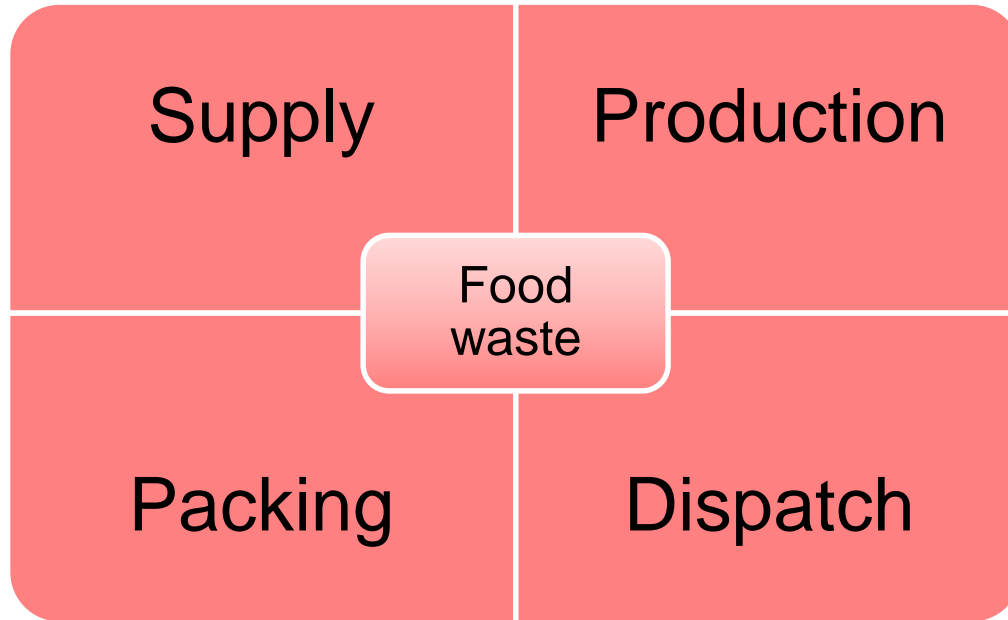 Supply
Production
Food
waste
Packing
Dispatch